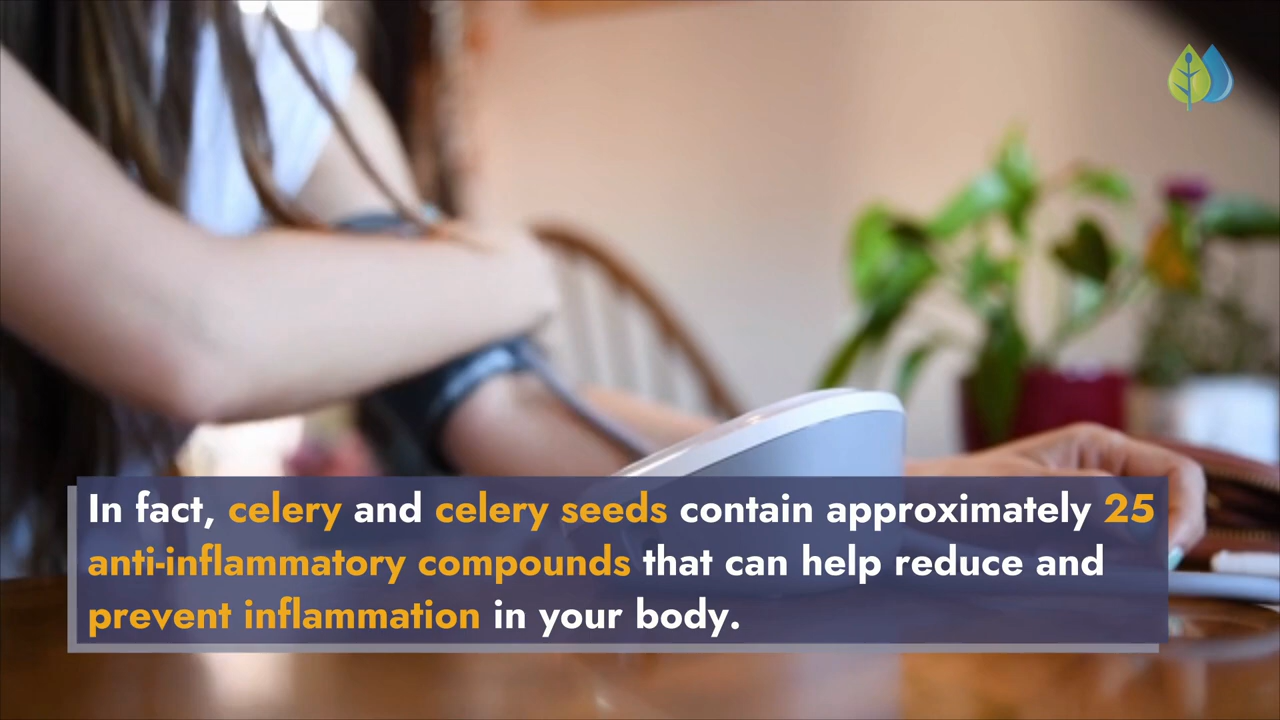 In fact, celery and celery seeds contain approximately 25
anti-inflammatory compounds that can help reduce and
prevent inflammation in your body.